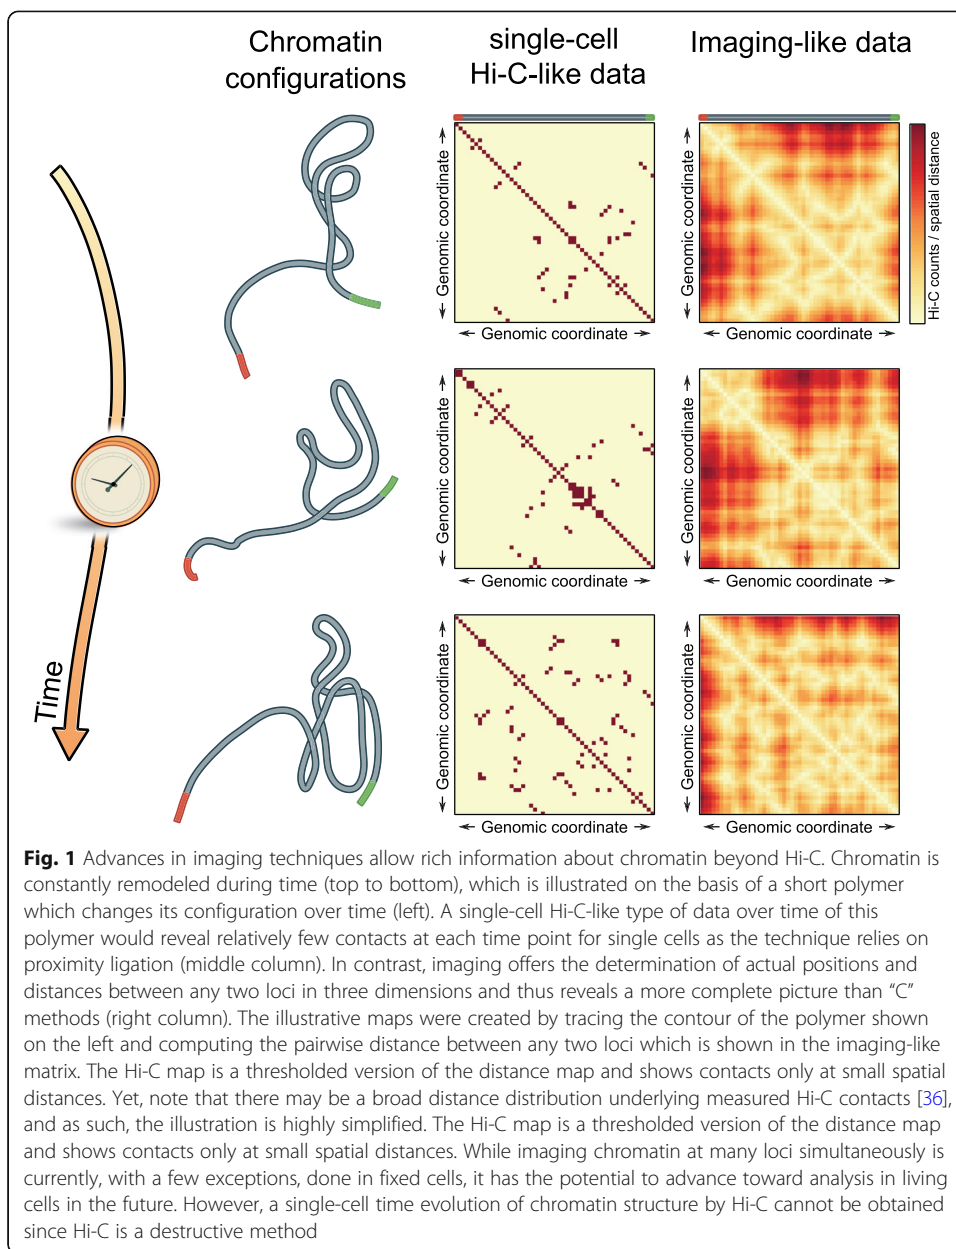 Chromatin
configurations
single-cell
Hi-C-like data
Imaging-like data
← Genomic coordinate →
← Genomic coordinate →
← Genomic coordinate →
← Genomic coordinate →
Hi-C counts / spatial distance
← Genomic coordinate →
← Genomic coordinate →
← Genomic coordinate →
← Genomic coordinate →
Time
← Genomic coordinate →
← Genomic coordinate →
← Genomic coordinate →
← Genomic coordinate →
Fig. 1 Advances in imaging techniques allow rich information about chromatin beyond Hi-C. Chromatin is
constantly remodeled during time (top to bottom), which is illustrated on the basis of a short polymer
which changes its configuration over time (left). A single-cell Hi-C-like type of data over time of this
polymer would reveal relatively few contacts at each time point for single cells as the technique relies on
proximity ligation (middle column). In contrast, imaging offers the determination of actual positions and
distances between any two loci in three dimensions and thus reveals a more complete picture than “C”
methods (right column). The illustrative maps were created by tracing the contour of the polymer shown
on the left and computing the pairwise distance between any two loci which is shown in the imaging-like
matrix. The Hi-C map is a thresholded version of the distance map and shows contacts only at small spatial
distances. Yet, note that there may be a broad distance distribution underlying measured Hi-C contacts [36],
and as such, the illustration is highly simplified. The Hi-C map is a thresholded version of the distance map
and shows contacts only at small spatial distances. While imaging chromatin at many loci simultaneously is
currently, with a few exceptions, done in fixed cells, it has the potential to advance toward analysis in living
cells in the future. However, a single-cell time evolution of chromatin structure by Hi-C cannot be obtained
since Hi-C is a destructive method